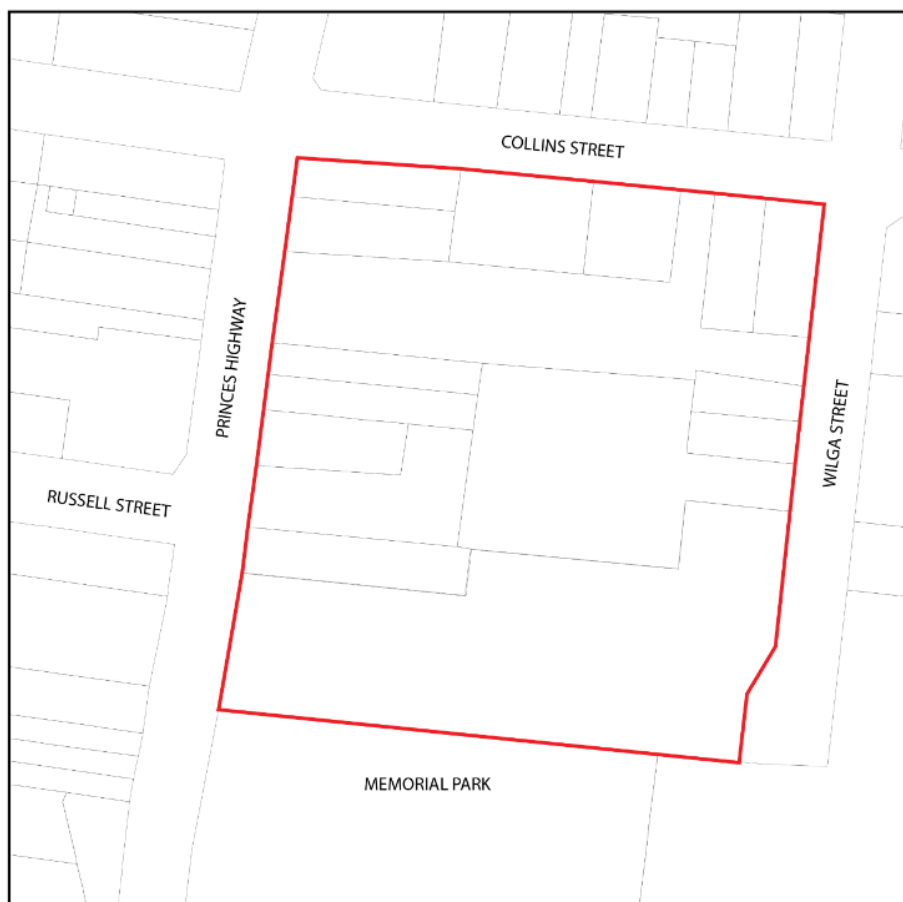 COLLINS STREET
PRINCES HIGHWAY
WILGA STREET
RUSSELL STREET
MEMORIAL PARK